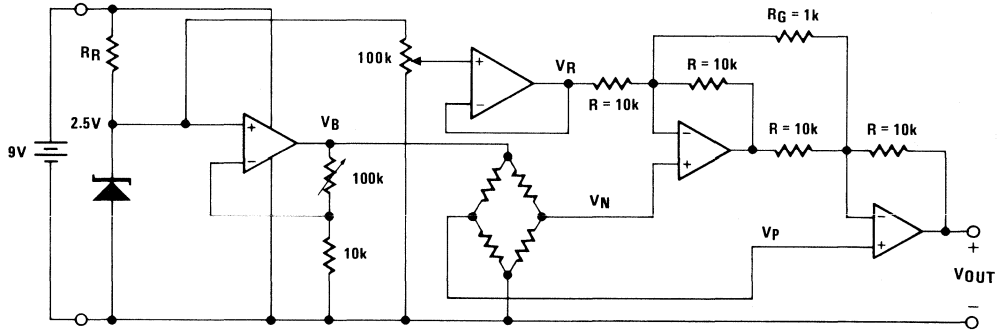 RG = 1k
100k
VR
R = 10k
RR
R = 10k
2.5V
VB
R = 10k
R = 10k
9V
100k
VN
VP
10k
VOUT
+
−